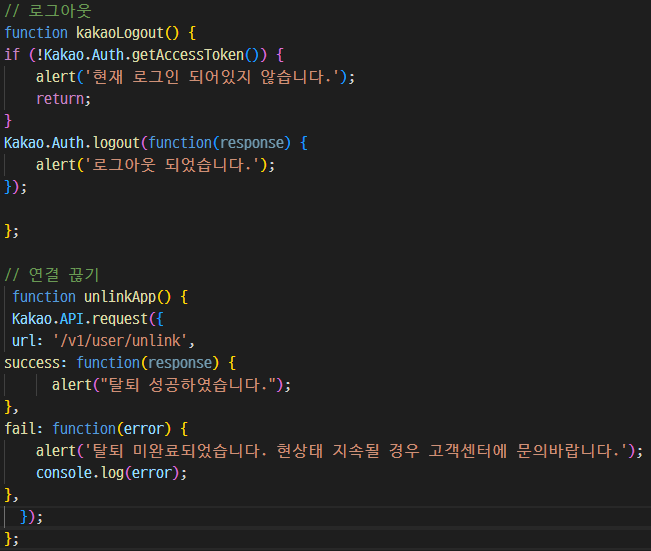 // 로그아웃
function kakaoLogout() {
if (!Kakao.Auth.getAccessToken()) {
alert('현재 로그인 되어있지 않습니다.');
return;
}
Kakao.Auth.logout(function(response) {
alert('로그아웃 되었습니다.');
});
};
// 연결 끊기
function unlinkApp() {
Kakao.API.request({
url: '/v1/user/unlink',
success: function(response) {
alert("탈퇴 성공하였습니다.");
},
fail: function(error) {
alert('탈퇴 미완료되었습니다. 현상태 지속될 경우 고객센터에 문의바랍니다.');
console.log(error);
},
});
};